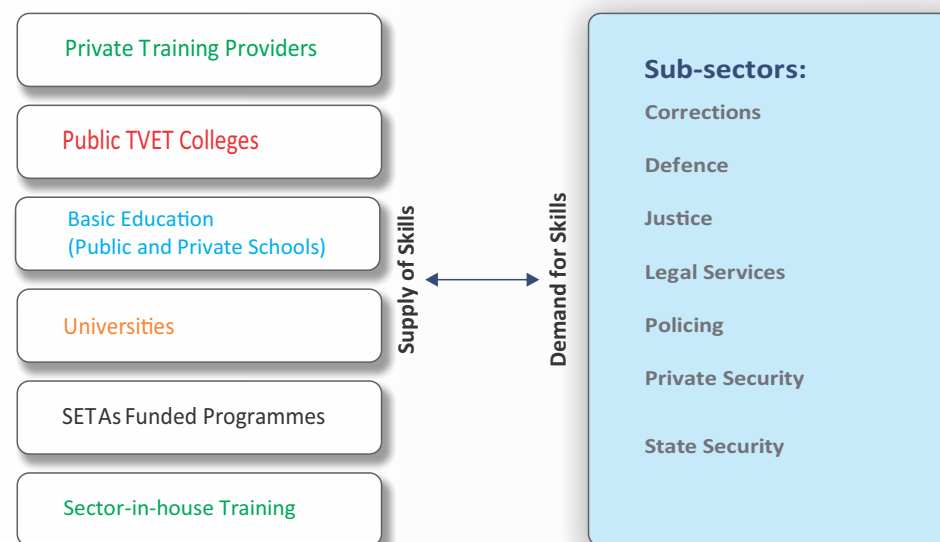 Private Training Providers
Public TVET Colleges
Basic Education
(Public and Private Schools)
Universities
SETAs Funded Programmes
Sector-in-house Training
Supply of Skills
Demand for Skills
Sub-sectors:
Corrections
Defence
Justice
Legal Services
Policing
Private Security
State Security